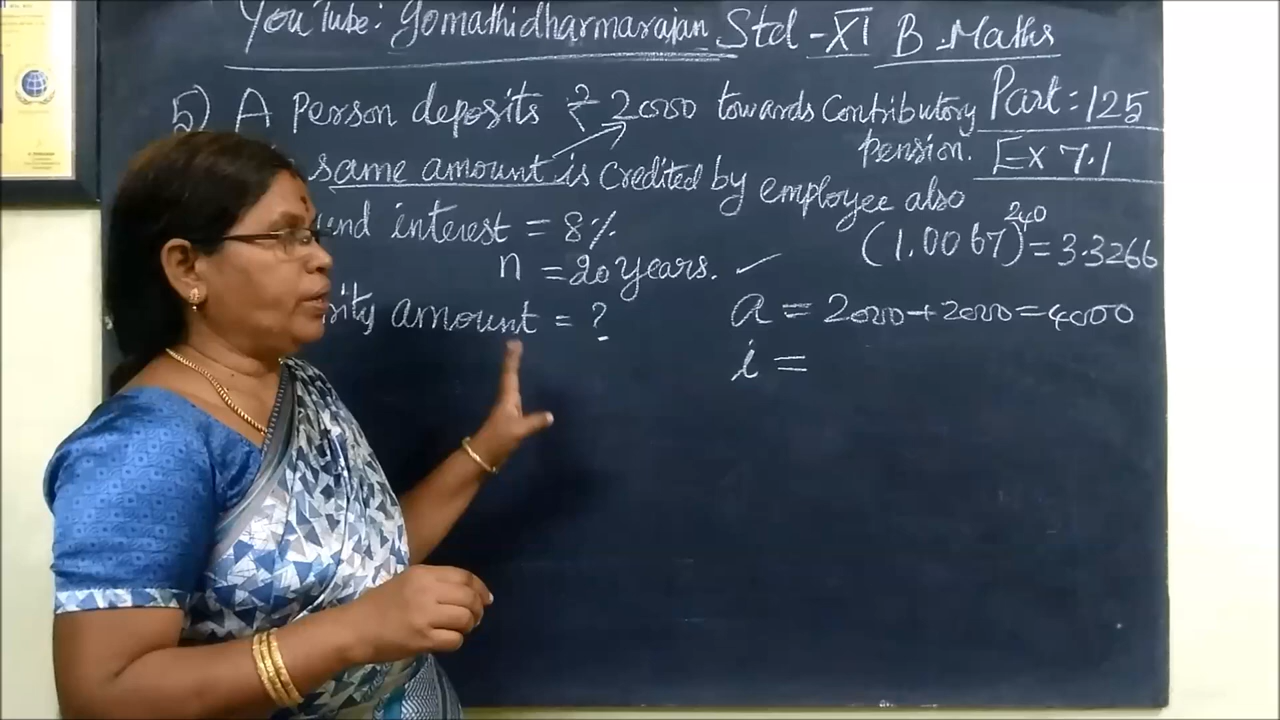 YouTube: Gomathidharmarajan Std - XI B.Maths
Part: 125
Ex 7.1
5) A Person deposits ₹ 2000 towards Contributory
pension.
same amount is credited by employee also
interest = 8%
n = 20 years. ✓
amount = ?
(1.0067)²⁴⁰ = 3.3266
a = 2000 + 2000 = 4000
i =